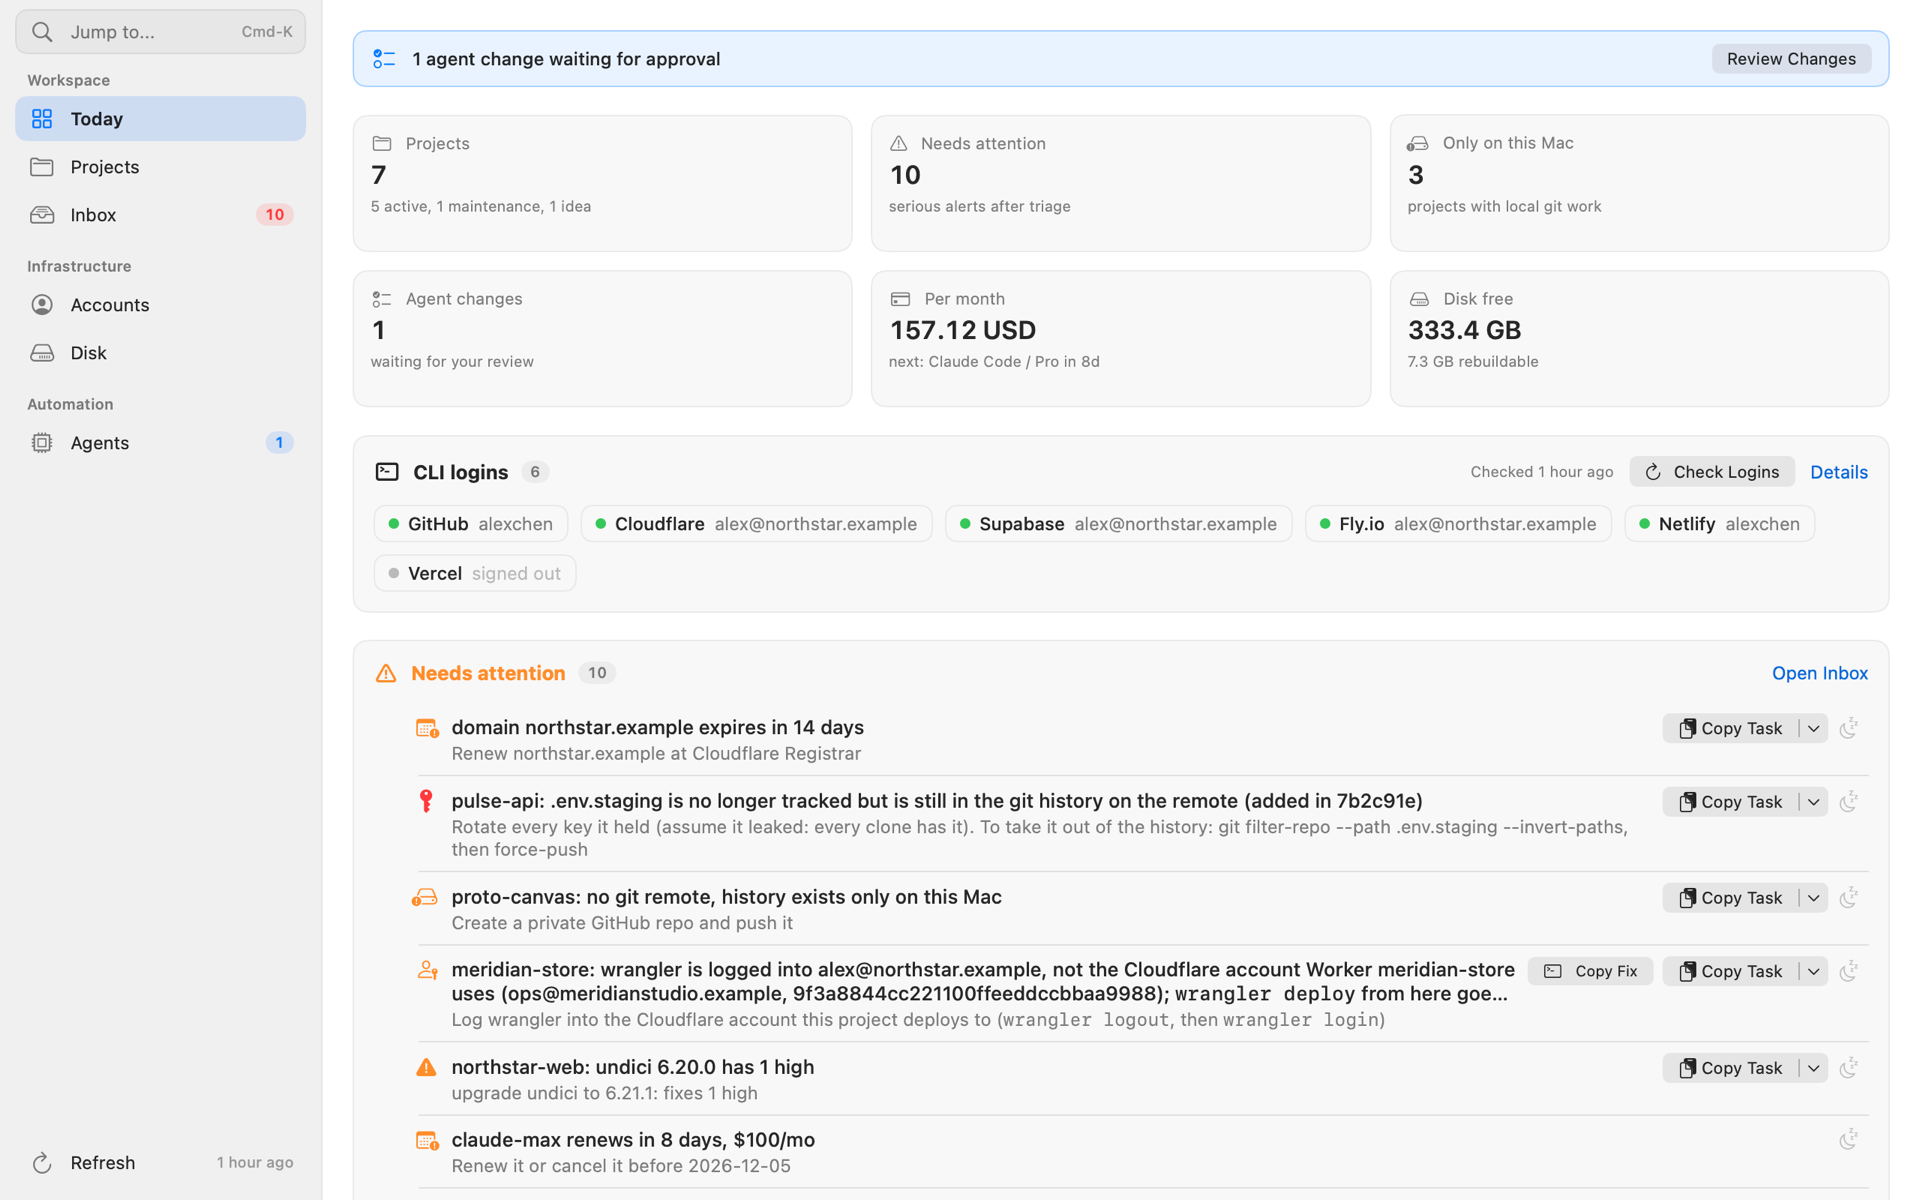 Jump to... Cmd-K
Workspace
Today
Projects
Inbox 10
Infrastructure
Accounts
Disk
Automation
Agents 1
Refresh 1 hour ago
1 agent change waiting for approval Review Changes
Projects
7
5 active, 1 maintenance, 1 idea
Needs attention
10
serious alerts after triage
Only on this Mac
3
projects with local git work
Agent changes
1
waiting for your review
Per month
157.12 USD
next: Claude Code / Pro in 8d
Disk free
333.4 GB
7.3 GB rebuildable
CLI logins 6 Checked 1 hour ago Check Logins Details
GitHub alexchen Cloudflare alex@northstar.example Supabase alex@northstar.example Fly.io alex@northstar.example Netlify alexchen
Vercel signed out
Needs attention 10 Open Inbox
domain northstar.example expires in 14 days Copy Task
Renew northstar.example at Cloudflare Registrar
pulse-api: .env.staging is no longer tracked but is still in the git history on the remote (added in 7b2c91e) Copy Task
Rotate every key it held (assume it leaked: every clone has it). To take it out of the history: git filter-repo --path .env.staging --invert-paths,
then force-push
proto-canvas: no git remote, history exists only on this Mac Copy Task
Create a private GitHub repo and push it
meridian-store: wrangler is logged into alex@northstar.example, not the Cloudflare account Worker meridian-store Copy Fix Copy Task
uses (ops@meridianstudio.example, 9f3a8844cc221100ffeeddccbbaa9988); wrangler deploy from here goe...
Log wrangler into the Cloudflare account this project deploys to (wrangler logout, then wrangler login)
northstar-web: undici 6.20.0 has 1 high Copy Task
upgrade undici to 6.21.1: fixes 1 high
claude-max renews in 8 days, $100/mo
Renew it or cancel it before 2026-12-05